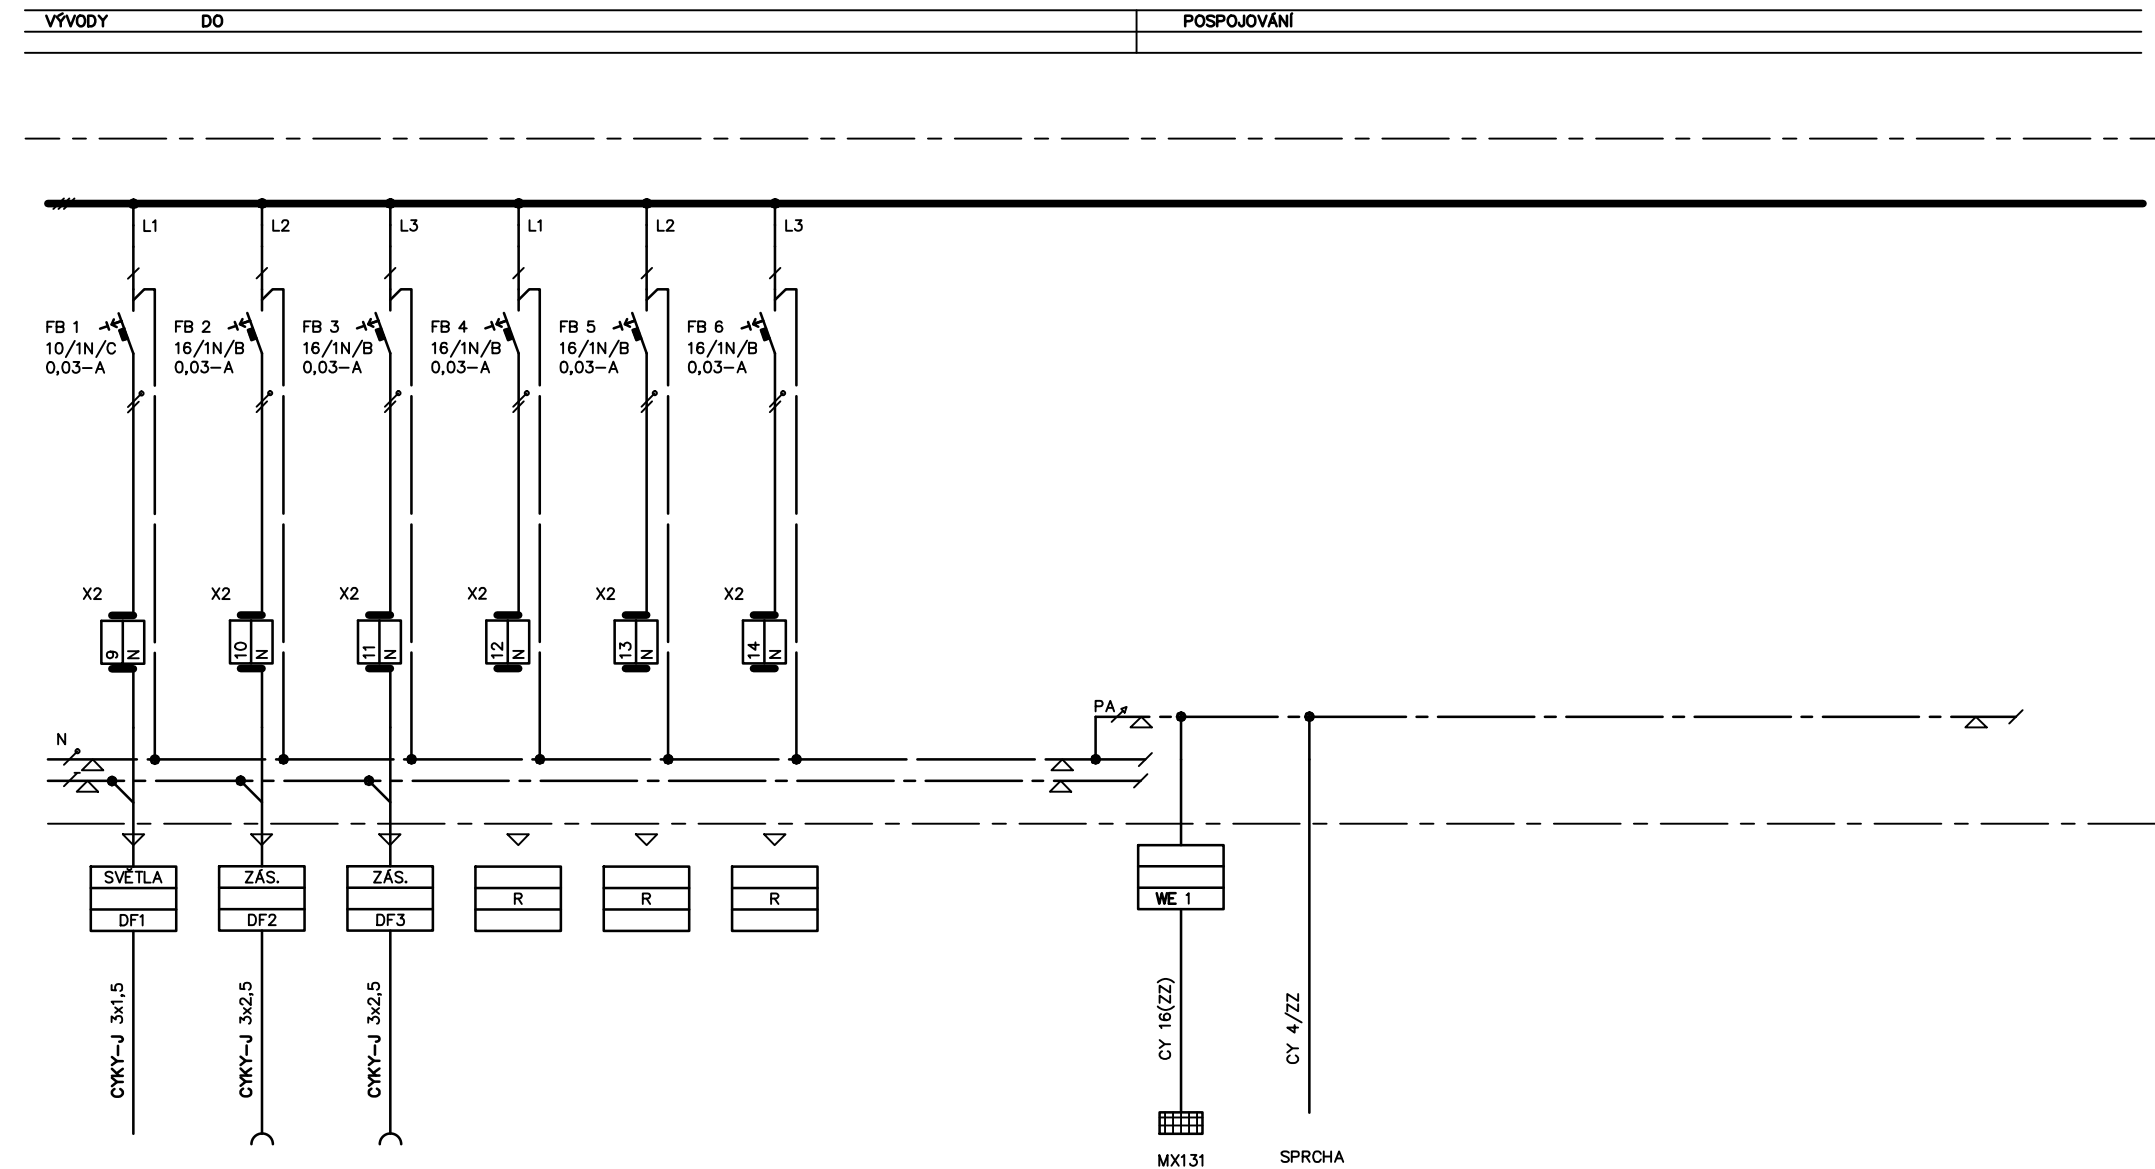 VÝVODY DO POSPOJOVÁNÍ
L1 L2 L3 L1 L2 L3
FB 1 FB 2 FB 3 FB 4 FB 5 FB 6
10/1N/C 16/1N/B 16/1N/B 16/1N/B 16/1N/B 16/1N/B
0,03-A 0,03-A 0,03-A 0,03-A 0,03-A 0,03-A
X2 X2 X2 X2 X2 X2
9 N 10 N 11 N 12 N 13 N 14 N
PA
N
SVĚTLA ZÁS. ZÁS.
R R R WE 1
DF1 DF2 DF3
CYKY-J 3x1,5
CYKY-J 3x2,5
CYKY-J 3x2,5
CY 16(ZZ)
CY 4/ZZ
MX131 SPRCHA